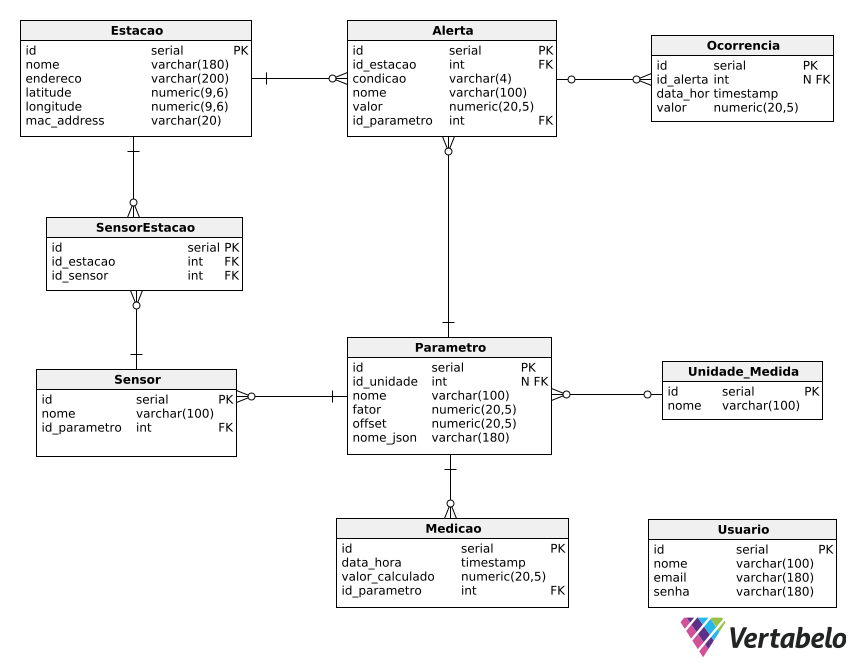 Estacao
id serial PK
nome varchar(180)
endereco varchar(200)
latitude numeric(9,6)
longitude numeric(9,6)
mac_address varchar(20)
Alerta
id serial PK
id_estacao int FK
condicao varchar(4)
nome varchar(100)
valor numeric(20,5)
id_parametro int FK
Ocorrencia
id serial PK
id_alerta int N FK
data_hor timestamp
valor numeric(20,5)
SensorEstacao
id serial PK
id_estacao int FK
id_sensor int FK
Sensor
id serial PK
nome varchar(100)
id_parametro int FK
Parametro
id serial PK
id_unidade int N FK
nome varchar(100)
fator numeric(20,5)
offset numeric(20,5)
nome_json varchar(180)
Unidade_Medida
id serial PK
nome varchar(100)
Medicao
id serial PK
data_hora timestamp
valor_calculado numeric(20,5)
id_parametro int FK
Usuario
id serial PK
nome varchar(100)
email varchar(180)
senha varchar(180)
Vertabelo